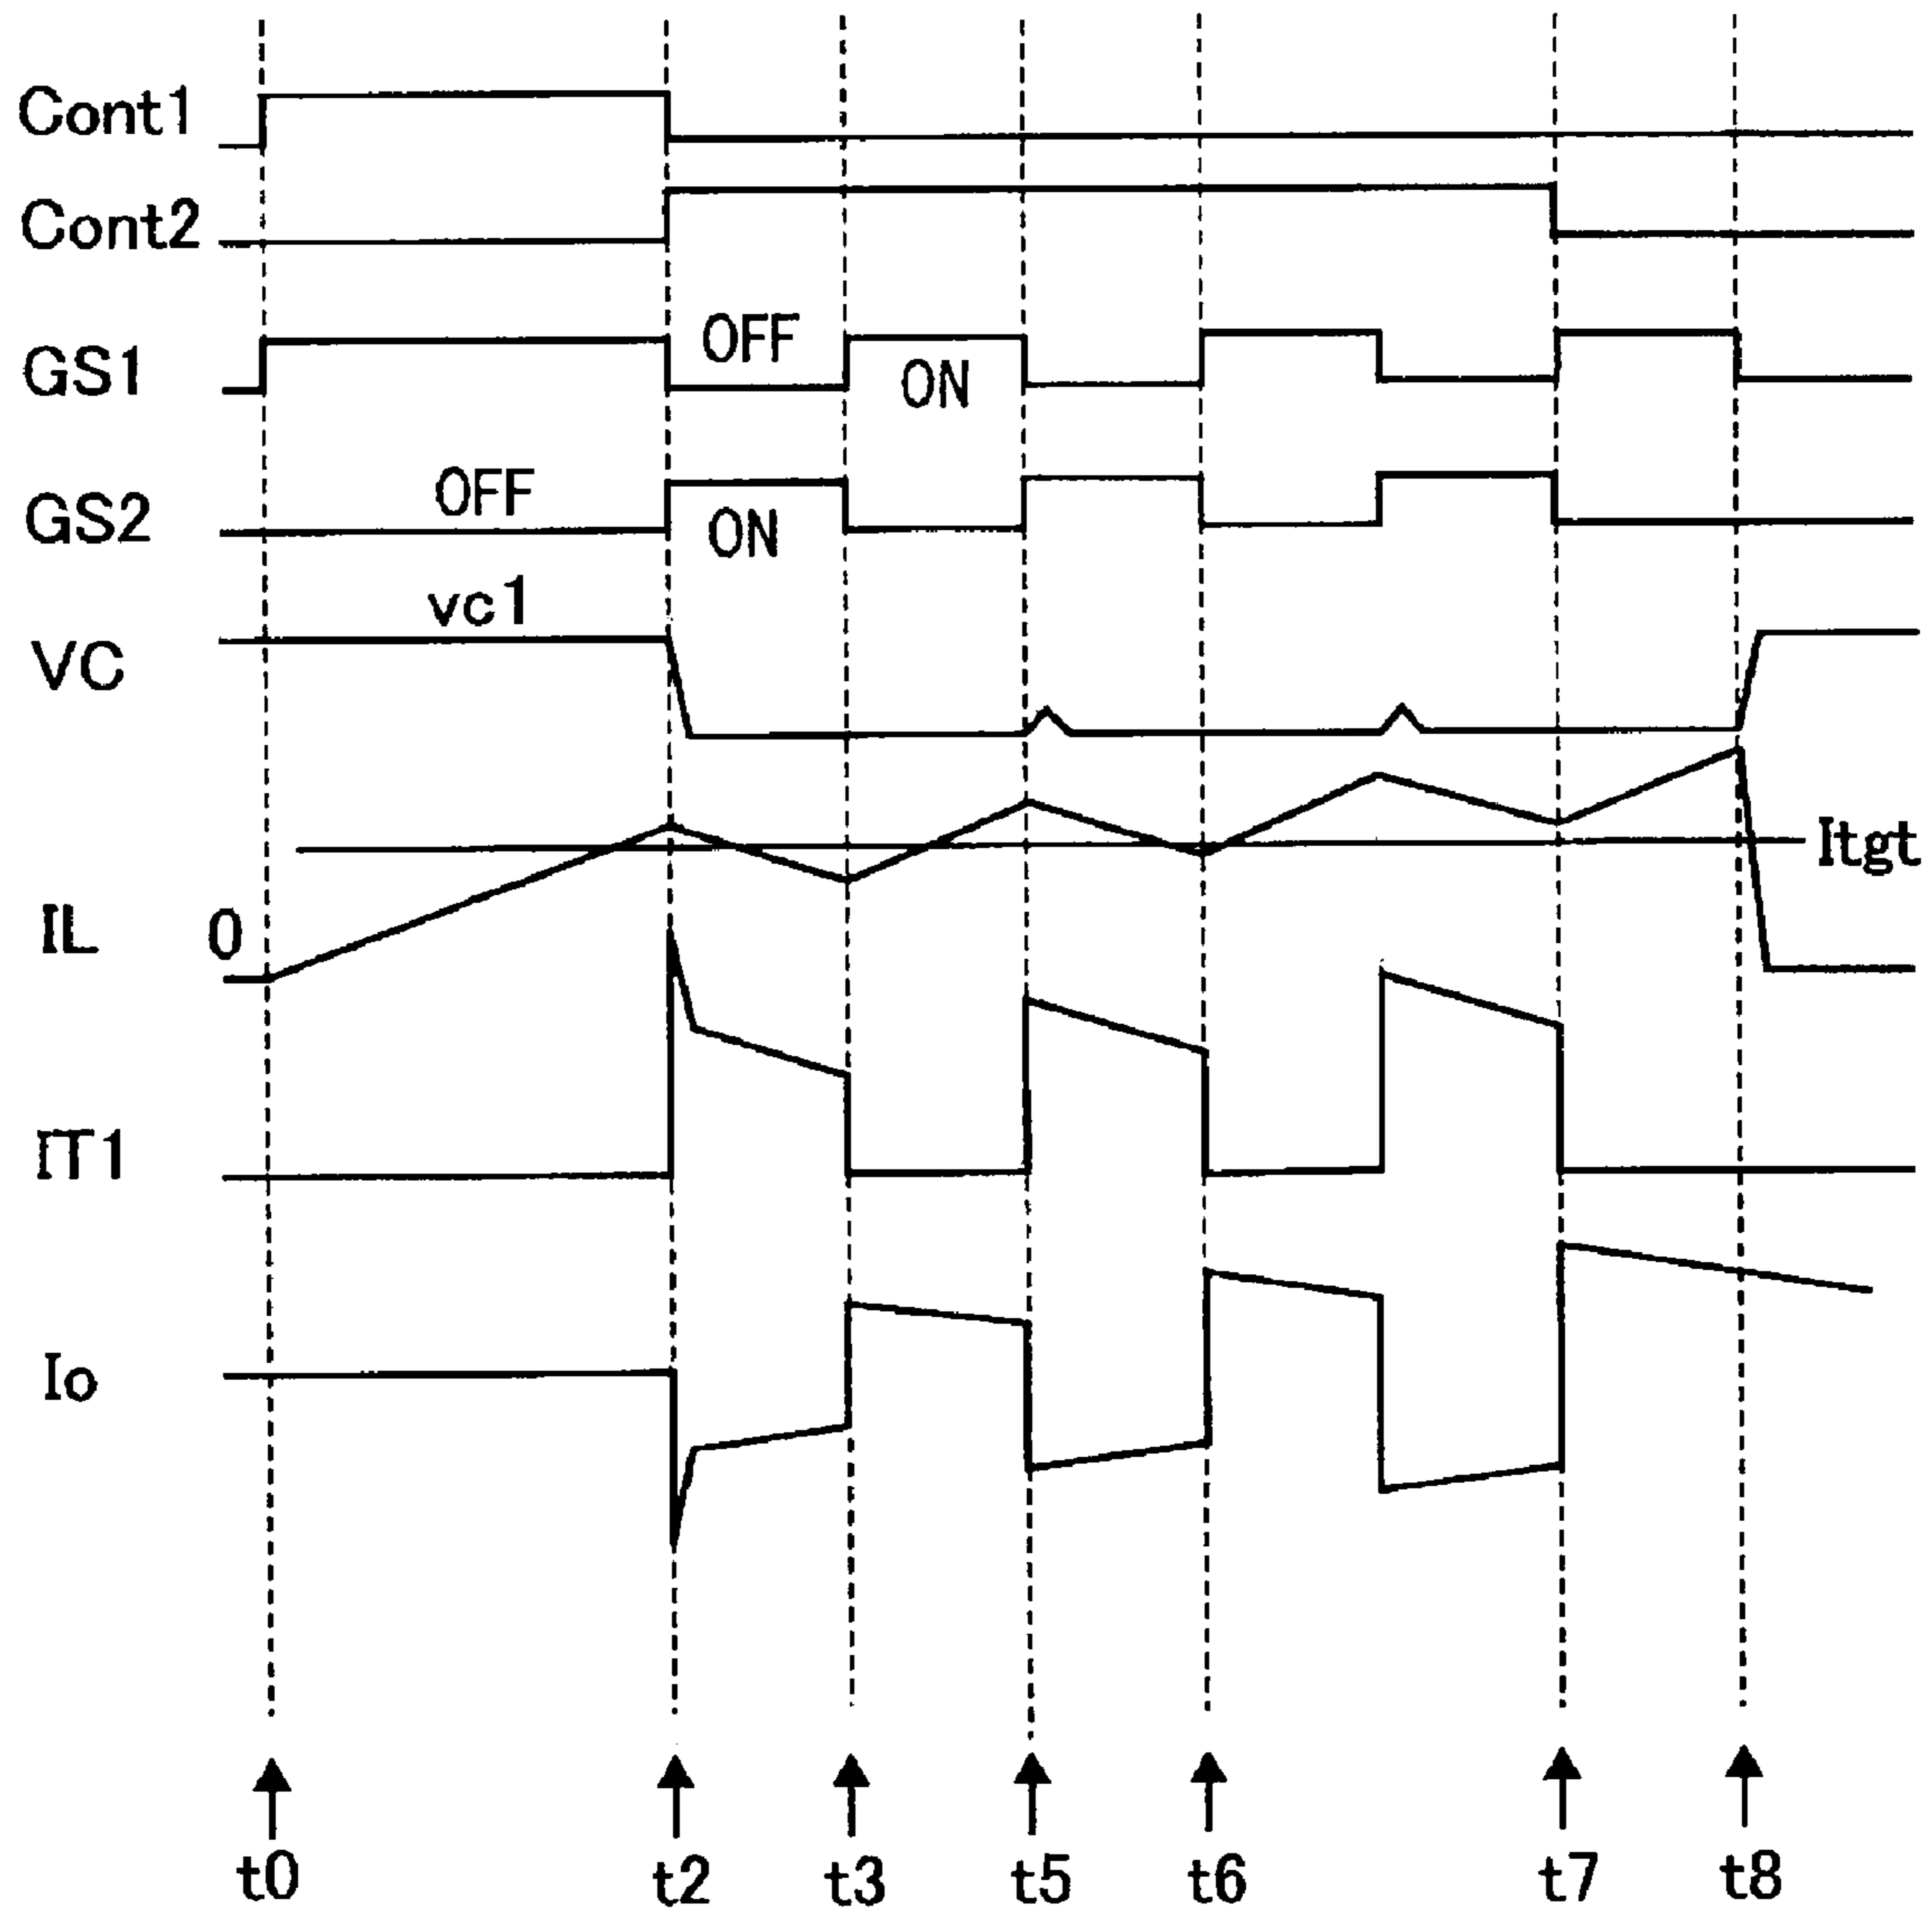 Cont1
Cont2
GS1 OFF ON
GS2 OFF ON
VC vc1
IL 0 Itgt
IT1
Io
t0 t2 t3 t5 t6 t7 t8